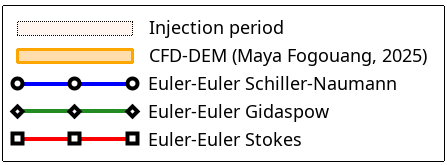 Injection period
CFD-DEM (Maya Fogouang, 2025)
Euler-Euler Schiller-Naumann
Euler-Euler Gidaspow
Euler-Euler Stokes